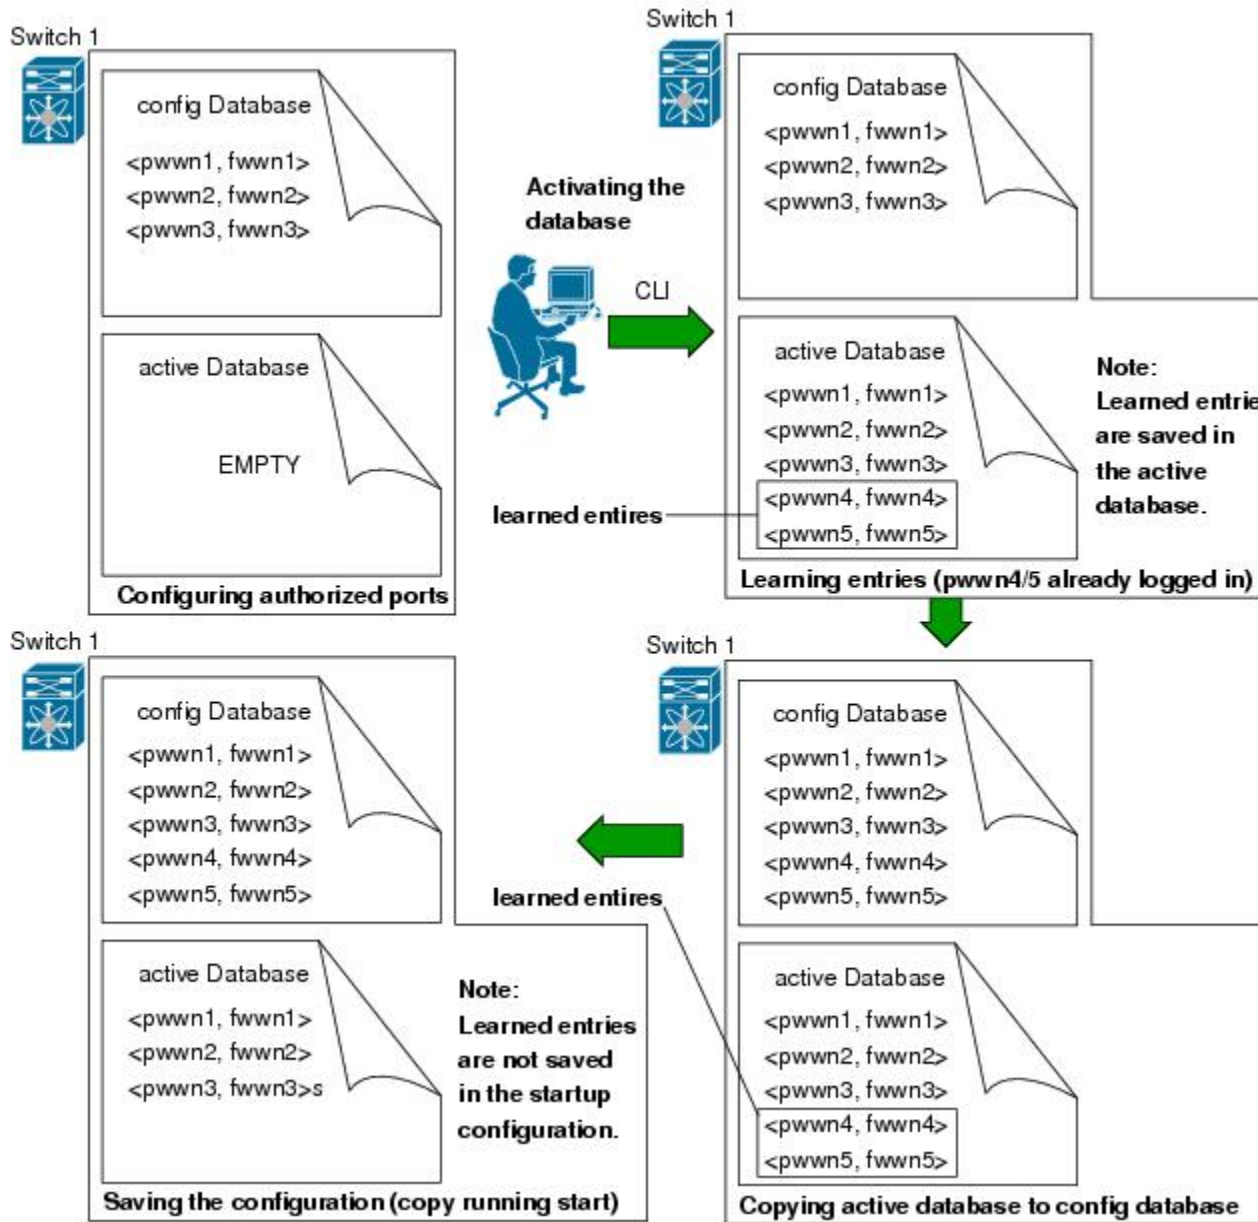 Switch 1
config Database
<pwwn1, fwwn1>
<pwwn2, fwwn2>
<pwwn3, fwwn3>
active Database
EMPTY
Configuring authorized ports
Activating the
database
CLI
Switch 1
config Database
<pwwn1, fwwn1>
<pwwn2, fwwn2>
<pwwn3, fwwn3>
active Database
<pwwn1, fwwn1>
<pwwn2, fwwn2>
<pwwn3, fwwn3>
<pwwn4, fwwn4>
<pwwn5, fwwn5>
learned entires
Note:
Learned entrie
are saved in
the active
database.
Learning entries (pwwn4/5 already logged in)
Switch 1
config Database
<pwwn1, fwwn1>
<pwwn2, fwwn2>
<pwwn3, fwwn3>
<pwwn4, fwwn4>
<pwwn5, fwwn5>
active Database
<pwwn1, fwwn1>
<pwwn2, fwwn2>
<pwwn3, fwwn3>
<pwwn4, fwwn4>
<pwwn5, fwwn5>
learned entires
Copying active database to config database
Switch 1
config Database
<pwwn1, fwwn1>
<pwwn2, fwwn2>
<pwwn3, fwwn3>
<pwwn4, fwwn4>
<pwwn5, fwwn5>
active Database
<pwwn1, fwwn1>
<pwwn2, fwwn2>
<pwwn3, fwwn3>s
Note:
Learned entries
are not saved
in the startup
configuration.
Saving the configuration (copy running start)